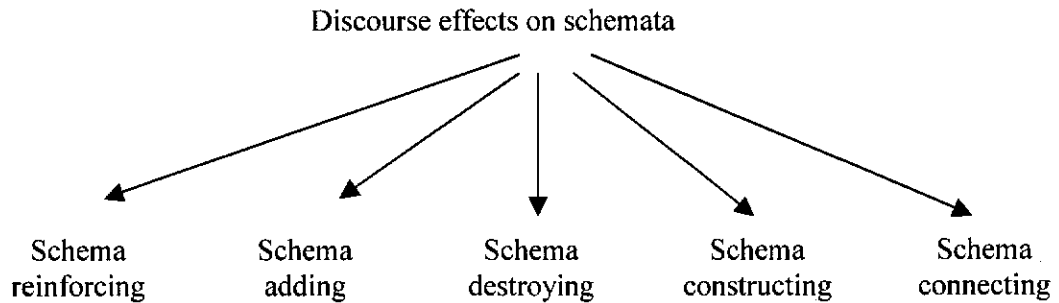 Discourse effects on schemata
Schema reinforcing
Schema adding
Schema destroying
Schema constructing
Schema connecting